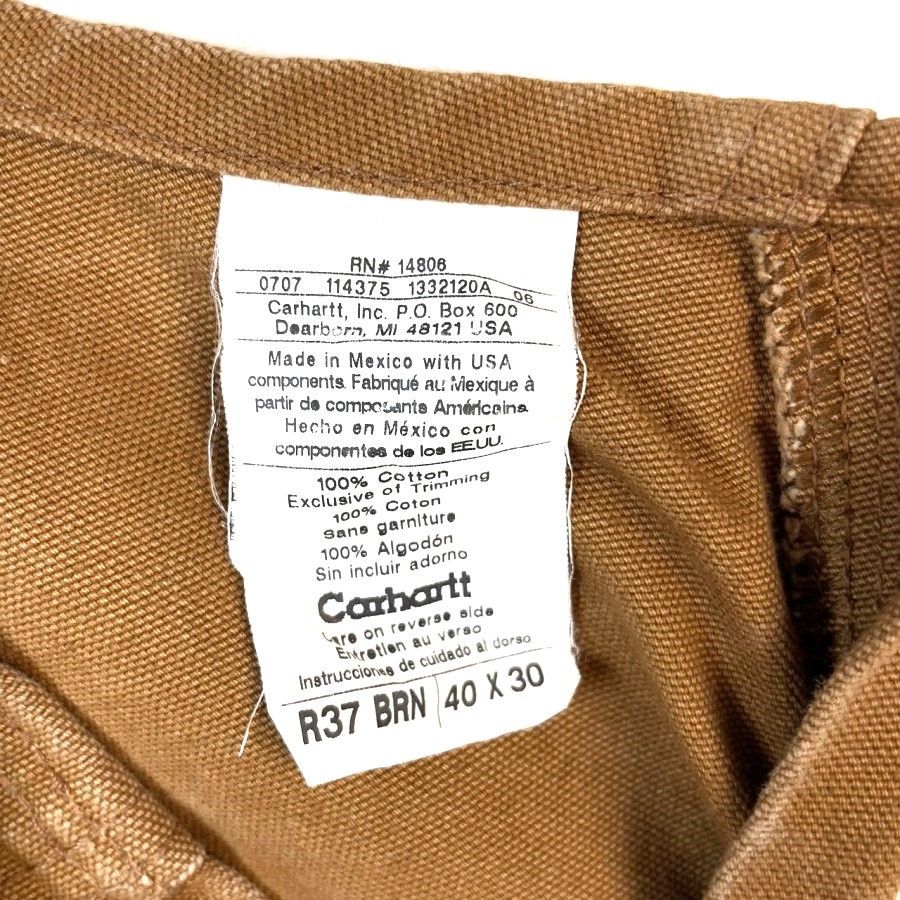 RN# 14806
0707 114375 1332120A 06
Carhartt, Inc. P.O. Box 600
Dearborn, MI 48121 USA
Made in Mexico with USA
components. Fabriqué au Mexique à
partir de composants Américains.
Hecho en México con
componentes de los EEUU.
100% Cotton
Exclusive of Trimming
100% Coton
Sans garniture
100% Algodón
Sin incluir adorno
Carhartt
Care on reverse side
Entretien au verso
Instrucciones de cuidado al dorso
R37 BRN 40 X 30